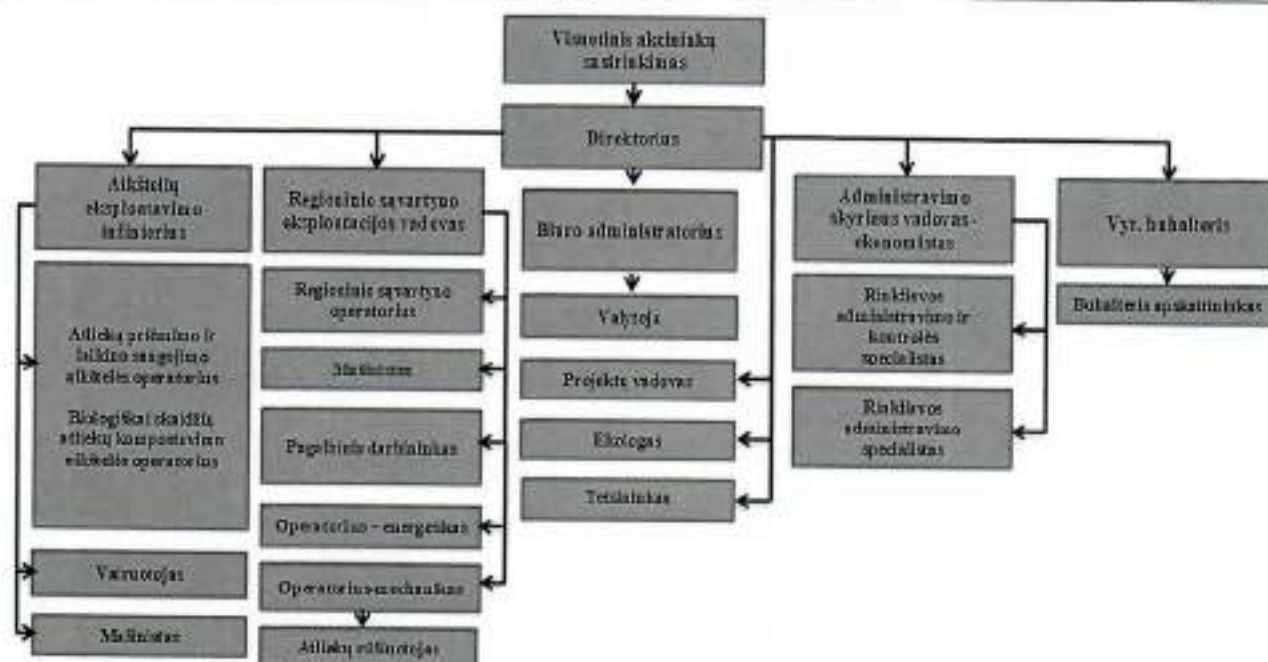 Visuotinis akcininkų
susirinkimas
Direktorius
Aikštelių
eksploatavimo
inžinierius
Regioninio sąvartyno
eksploatacijos vadovas
Biuro administratorius
Administravimo
skyriaus vadovas-
ekonomistas
Vyr. buhalteris
Atliekų priėmimo ir
laikino saugojimo
aikštelės operatorius
Biologiškai skaidžių
atliekų kompostavimo
aikštelės operatorius
Vairuotojas
Mašinistas
Regioninio sąvartyno
operatorius
Mašinistas
Pagalbinis darbininkas
Operatorius - energetikas
Operatorius-mechanikas
Atliekų rūšiuotojas
Valytoja
Projektų vadovas
Ekologas
Teisininkas
Rinkliavos
administravimo ir
kontrolės
specialistas
Rinkliavos
administravimo
specialistas
Buhalteris apskaitininkas